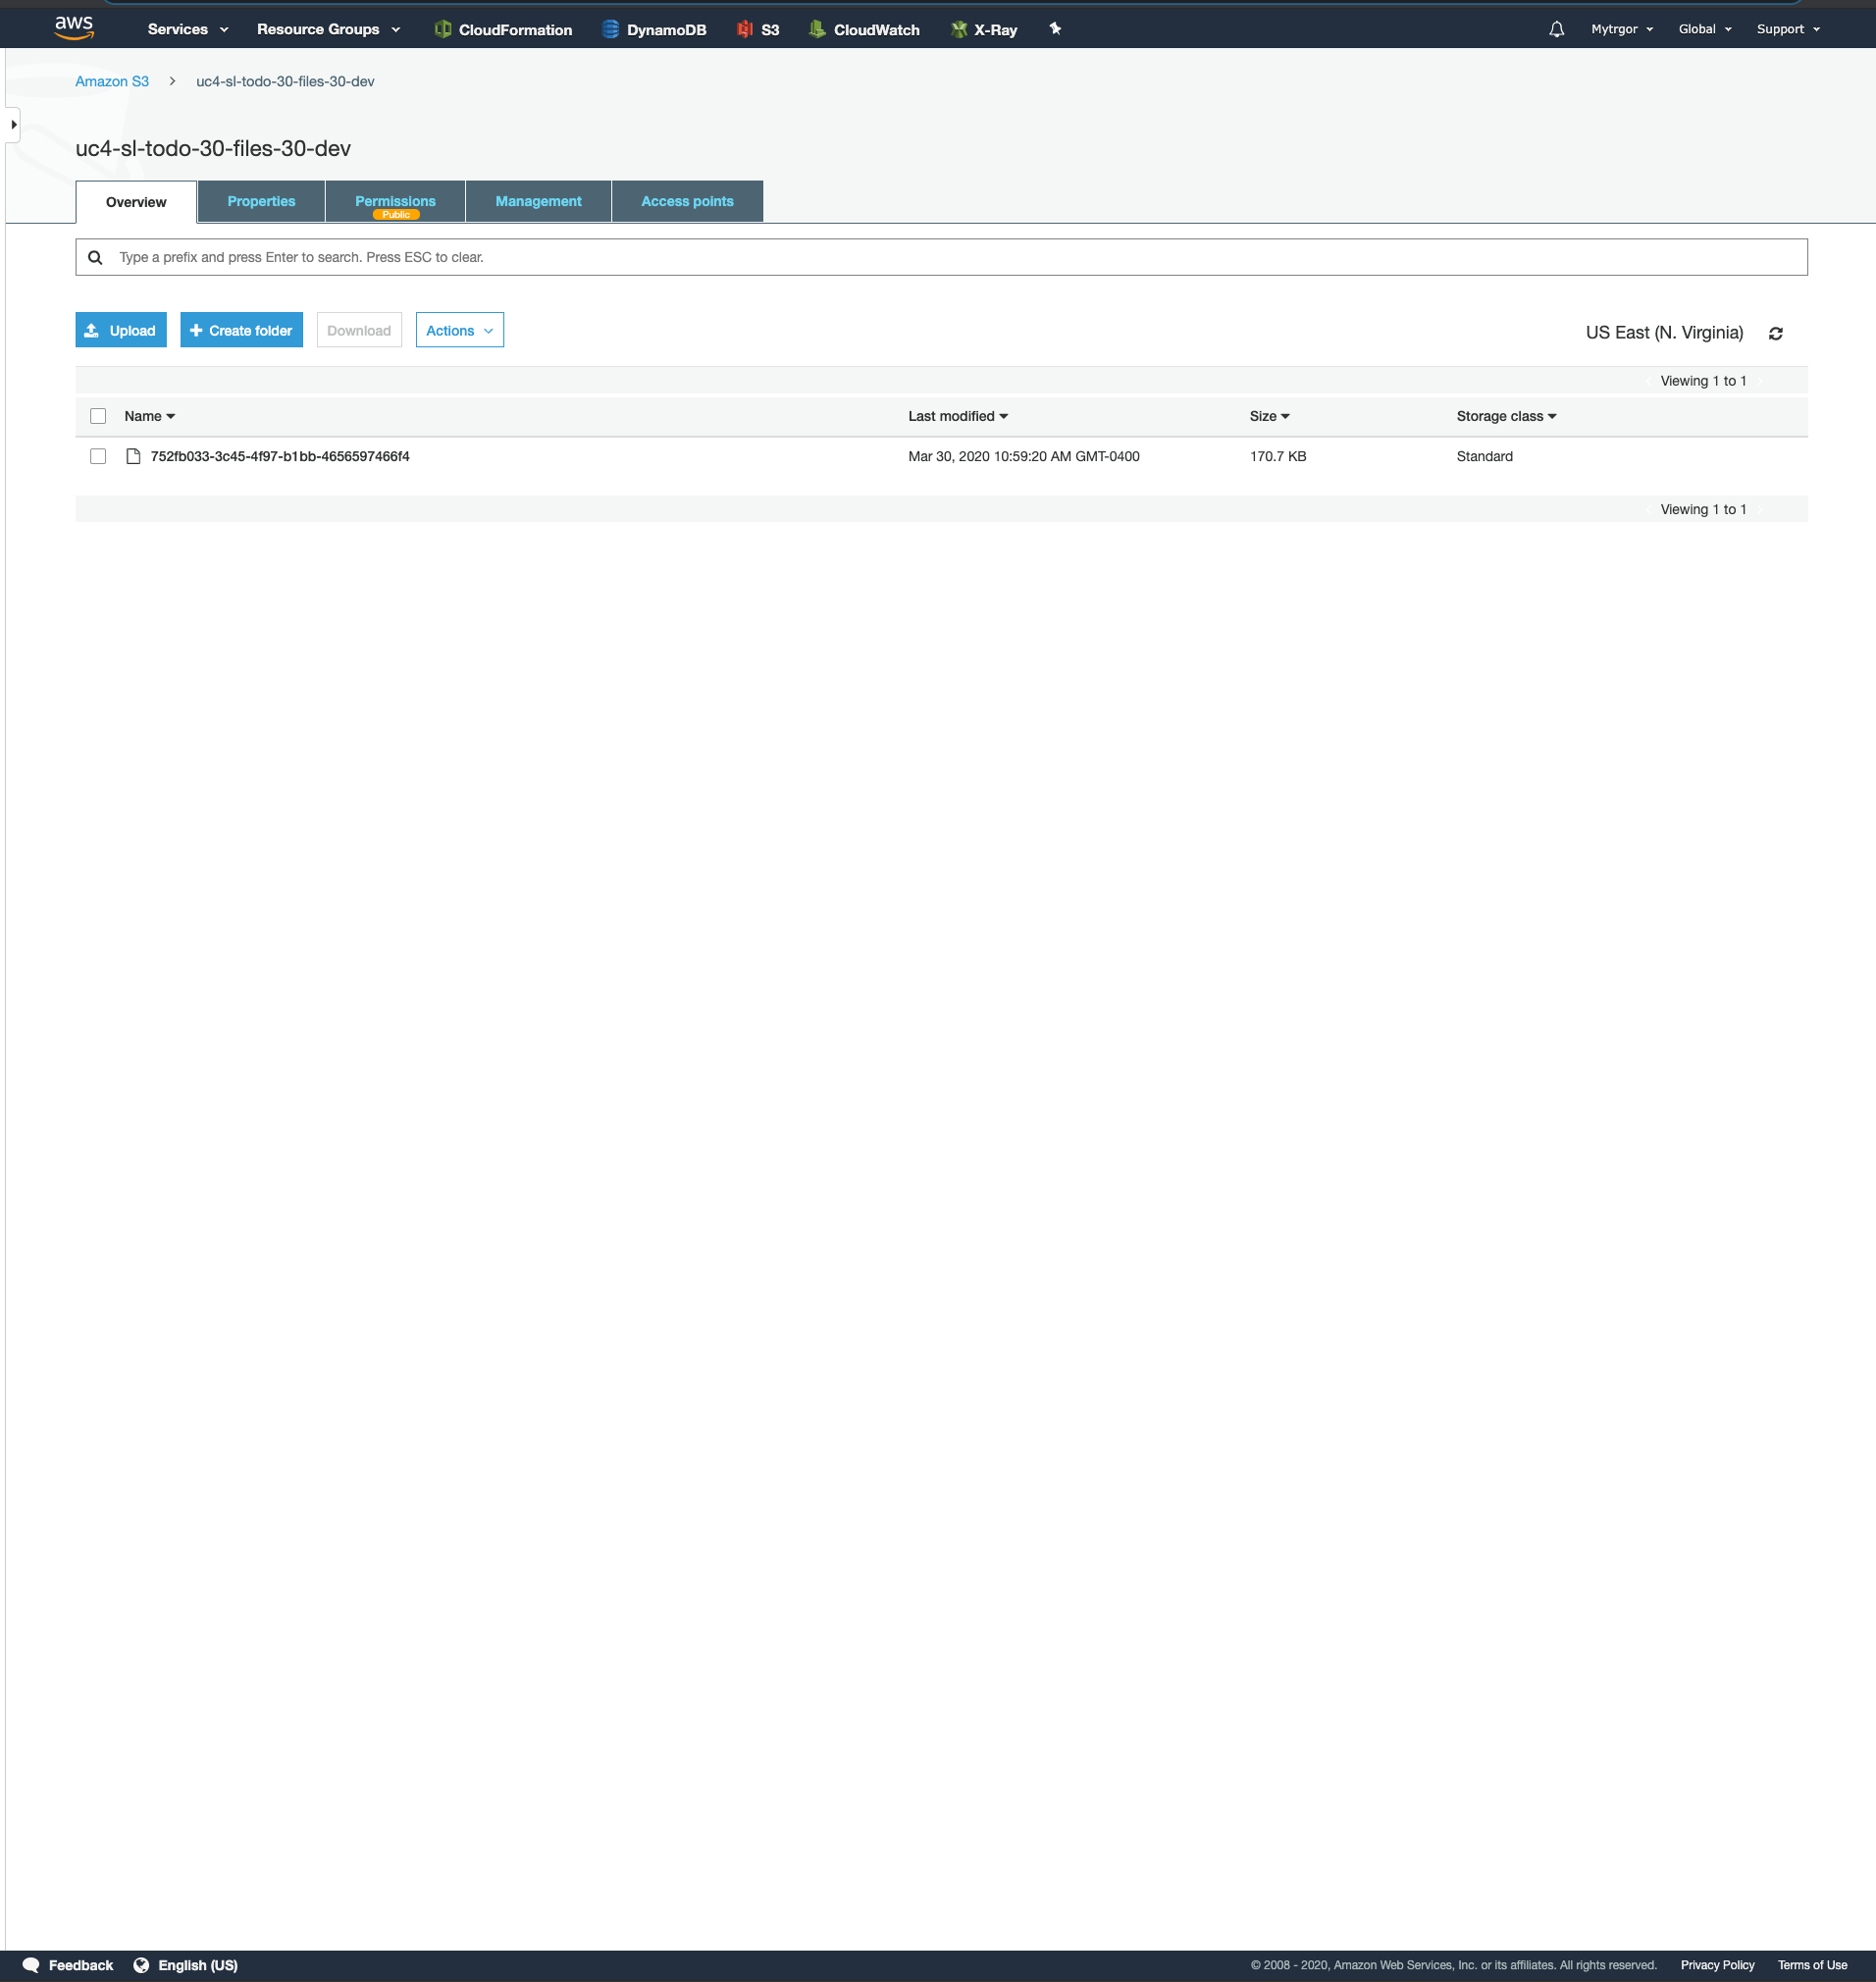 aws Services Resource Groups CloudFormation DynamoDB S3 CloudWatch X-Ray Mytrgor Global Support
Amazon S3 > uc4-sl-todo-30-files-30-dev
uc4-sl-todo-30-files-30-dev
Overview Properties Permissions Management Access points
Public
Type a prefix and press Enter to search. Press ESC to clear.
Upload Create folder Download Actions US East (N. Virginia)
Viewing 1 to 1
Name Last modified Size Storage class
752fb033-3c45-4f97-b1bb-4656597466f4 Mar 30, 2020 10:59:20 AM GMT-0400 170.7 KB Standard
Viewing 1 to 1
Feedback English (US) © 2008 - 2020, Amazon Web Services, Inc. or its affiliates. All rights reserved. Privacy Policy Terms of Use